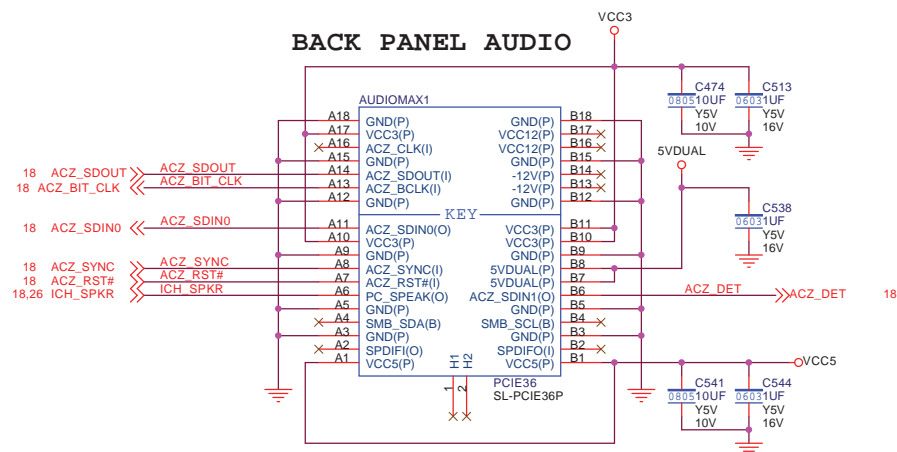 VCC3
BACK PANEL AUDIO
AUDIOMAX1
C474
0805 10UF
Y5V
10V
C513
0603 1UF
Y5V
16V
A18 GND(P) GND(P) B18
A17 VCC3(P) VCC12(P) B17
A16 ACZ_CLK(I) VCC12(P) B16
A15 GND(P) GND(P) B15
18 ACZ_SDOUT ACZ_SDOUT A14 ACZ_SDOUT(I) -12V(P) B14
18 ACZ_BIT_CLK ACZ_BIT_CLK A13 ACZ_BCLK(I) -12V(P) B13
A12 GND(P) GND(P) B12
KEY
18 ACZ_SDIN0 ACZ_SDIN0 A11 ACZ_SDIN0(O) VCC3(P) B11
A10 VCC3(P) VCC3(P) B10
A9 GND(P) GND(P) B9
18 ACZ_SYNC ACZ_SYNC A8 ACZ_SYNC(I) 5VDUAL(P) B8
18 ACZ_RST# ACZ_RST# A7 ACZ_RST#(I) 5VDUAL(P) B7
18,26 ICH_SPKR ICH_SPKR A6 PC_SPEAK(O) ACZ_SDIN1(O) B6 ACZ_DET ACZ_DET 18
A5 GND(P) GND(P) B5
A4 SMB_SDA(B) SMB_SCL(B) B4
A3 GND(P) GND(P) B3
A2 SPDIFI(O) SPDIFO(I) B2
A1 VCC5(P) VCC5(P) B1
5VDUAL
C538
0603 1UF
Y5V
16V
H1
H2
1
2
PCIE36
SL-PCIE36P
VCC5
C541
0805 10UF
Y5V
10V
C544
0603 1UF
Y5V
16V